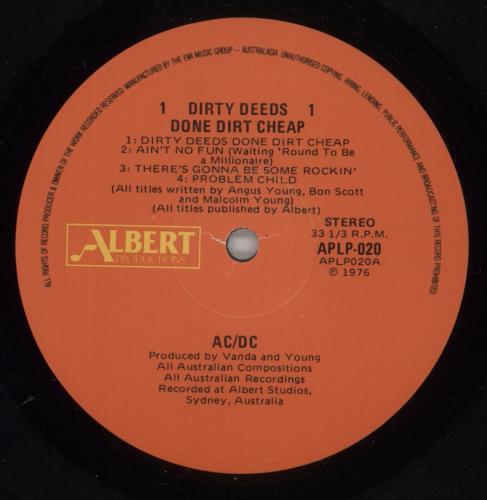 ALL RIGHTS OF RECORD PRODUCER & OWNER OF THE WORK RECORDED RESERVED. MANUFACTURED BY THE EMI MUSIC GROUP — AUSTRALASIA UNAUTHORISED COPYING, HIRING, LENDING, PUBLIC PERFORMANCE AND BROADCASTING OF THIS RECORD PROHIBITED
1 DIRTY DEEDS 1
DONE DIRT CHEAP
1: DIRTY DEEDS DONE DIRT CHEAP
2: AIN'T NO FUN (Waiting 'Round To Be
a Millionaire)
3: THERE'S GONNA BE SOME ROCKIN'
4: PROBLEM CHILD
(All titles written by Angus Young, Bon Scott
and Malcolm Young)
(All titles published by Albert)
ALBERT
PRODUCTIONS
STEREO
33 1/3 R.P.M.
APLP-020
APLP020A
℗ 1976
AC/DC
Produced by Vanda and Young
All Australian Compositions
All Australian Recordings
Recorded at Albert Studios,
Sydney, Australia